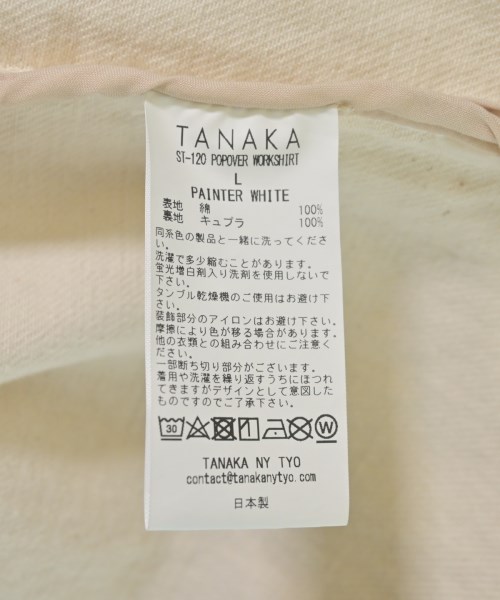 TANAKA
ST-120 POPOVER WORKSHIRT
L
PAINTER WHITE
表地 綿 100%
裏地 キュプラ 100%
同系色の製品と一緒に洗ってくださ
い。
洗濯で多少縮むことがあります。
蛍光増白剤入り洗剤を使用しないで
下さい。
タンブル乾燥機のご使用はお避け下
さい。
装飾部分のアイロンはお避け下さい。
摩擦により色が移る場合があります。
他の衣類との組み合わせにご注意くだ
さい。
一部断ち切り部分がございます。
着用や洗濯を繰り返すうちにほつれ
てきますがデザインとして意図した
ものですのでご了承下さい。
30
W
TANAKA NY TYO
contact@tanakanytyo.com
日本製